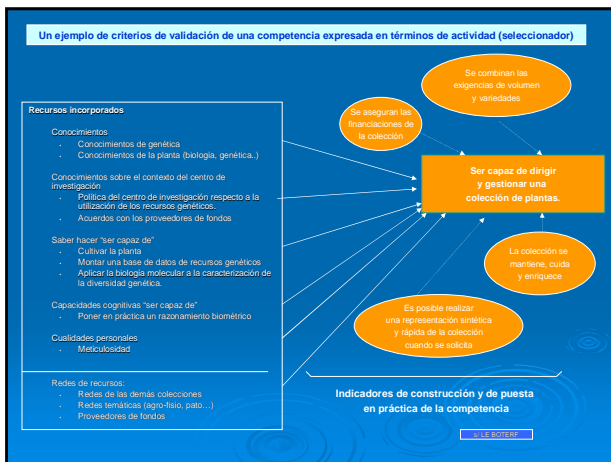 Un ejemplo de criterios de validación de una competencia expresada en términos de actividad (seleccionador)
Recursos incorporados
Conocimientos
Conocimientos de genética
Conocimientos de la planta (biología, genética..)
Conocimientos sobre el contexto del centro de
investigación
Política del centro de investigación respecto a la
utilización de los recursos genéticos.
Acuerdos con los proveedores de fondos
Saber hacer “ser capaz de”
Cultivar la planta
Montar una base de datos de recursos genéticos
Aplicar la biología molecular a la caracterización de
la diversidad genética.
Capacidades cognitivas “ser capaz de”
Poner en práctica un razonamiento biométrico
Cualidades personales
Meticulosidad
Redes de recursos:
Redes de las demás colecciones
Redes temáticas (agro-fisio, pato…)
Proveedores de fondos
Se combinan las
exigencias de volumen
y variedades
Se aseguran las
financiaciones de
la colección
Ser capaz de dirigir
y gestionar una
colección de plantas.
La colección se
mantiene, cuida
y enriquece
Es posible realizar
una representación sintética
y rápida de la colección
cuando se solicita
Indicadores de construcción y de puesta
en práctica de la competencia
LE BOTERF